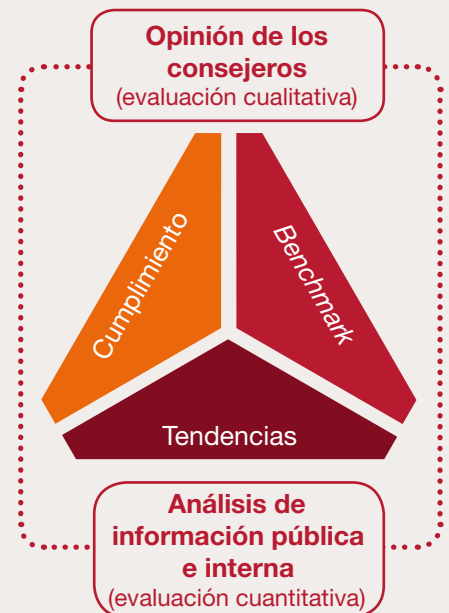 Opinión de los
consejeros
(evaluación cualitativa)
Cumplimiento
Benchmark
Tendencias
Análisis de
información pública
e interna
(evaluación cuantitativa)